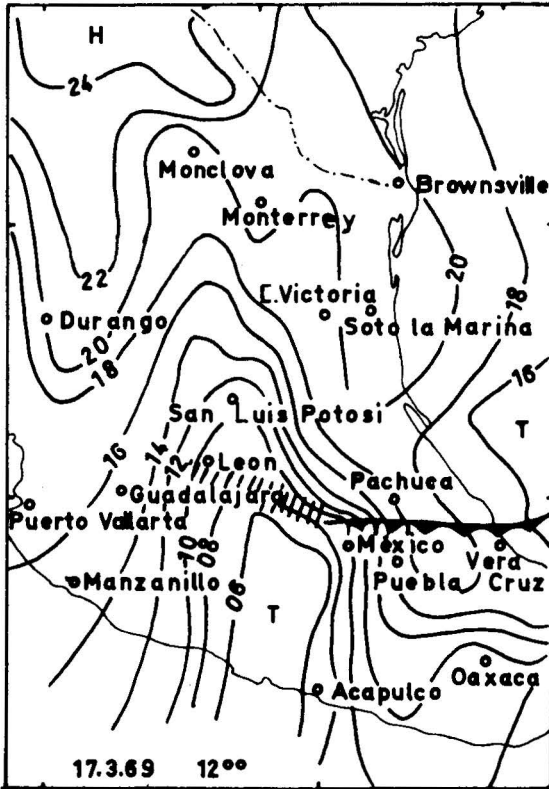 H
24
Monclova
Brownsville
Monterrey
22
20
C.Victoria
18
Durango
Soto la Marina
20
18
16
San Luis Potosi
T
16
14
12
Leon
Pachuca
Guadalajara
Puerto Vallarta
10
08
México
Vera
Manzanillo
06
Puebla
Cruz
T
Oaxaca
Acapulco
17.3.69 12°°